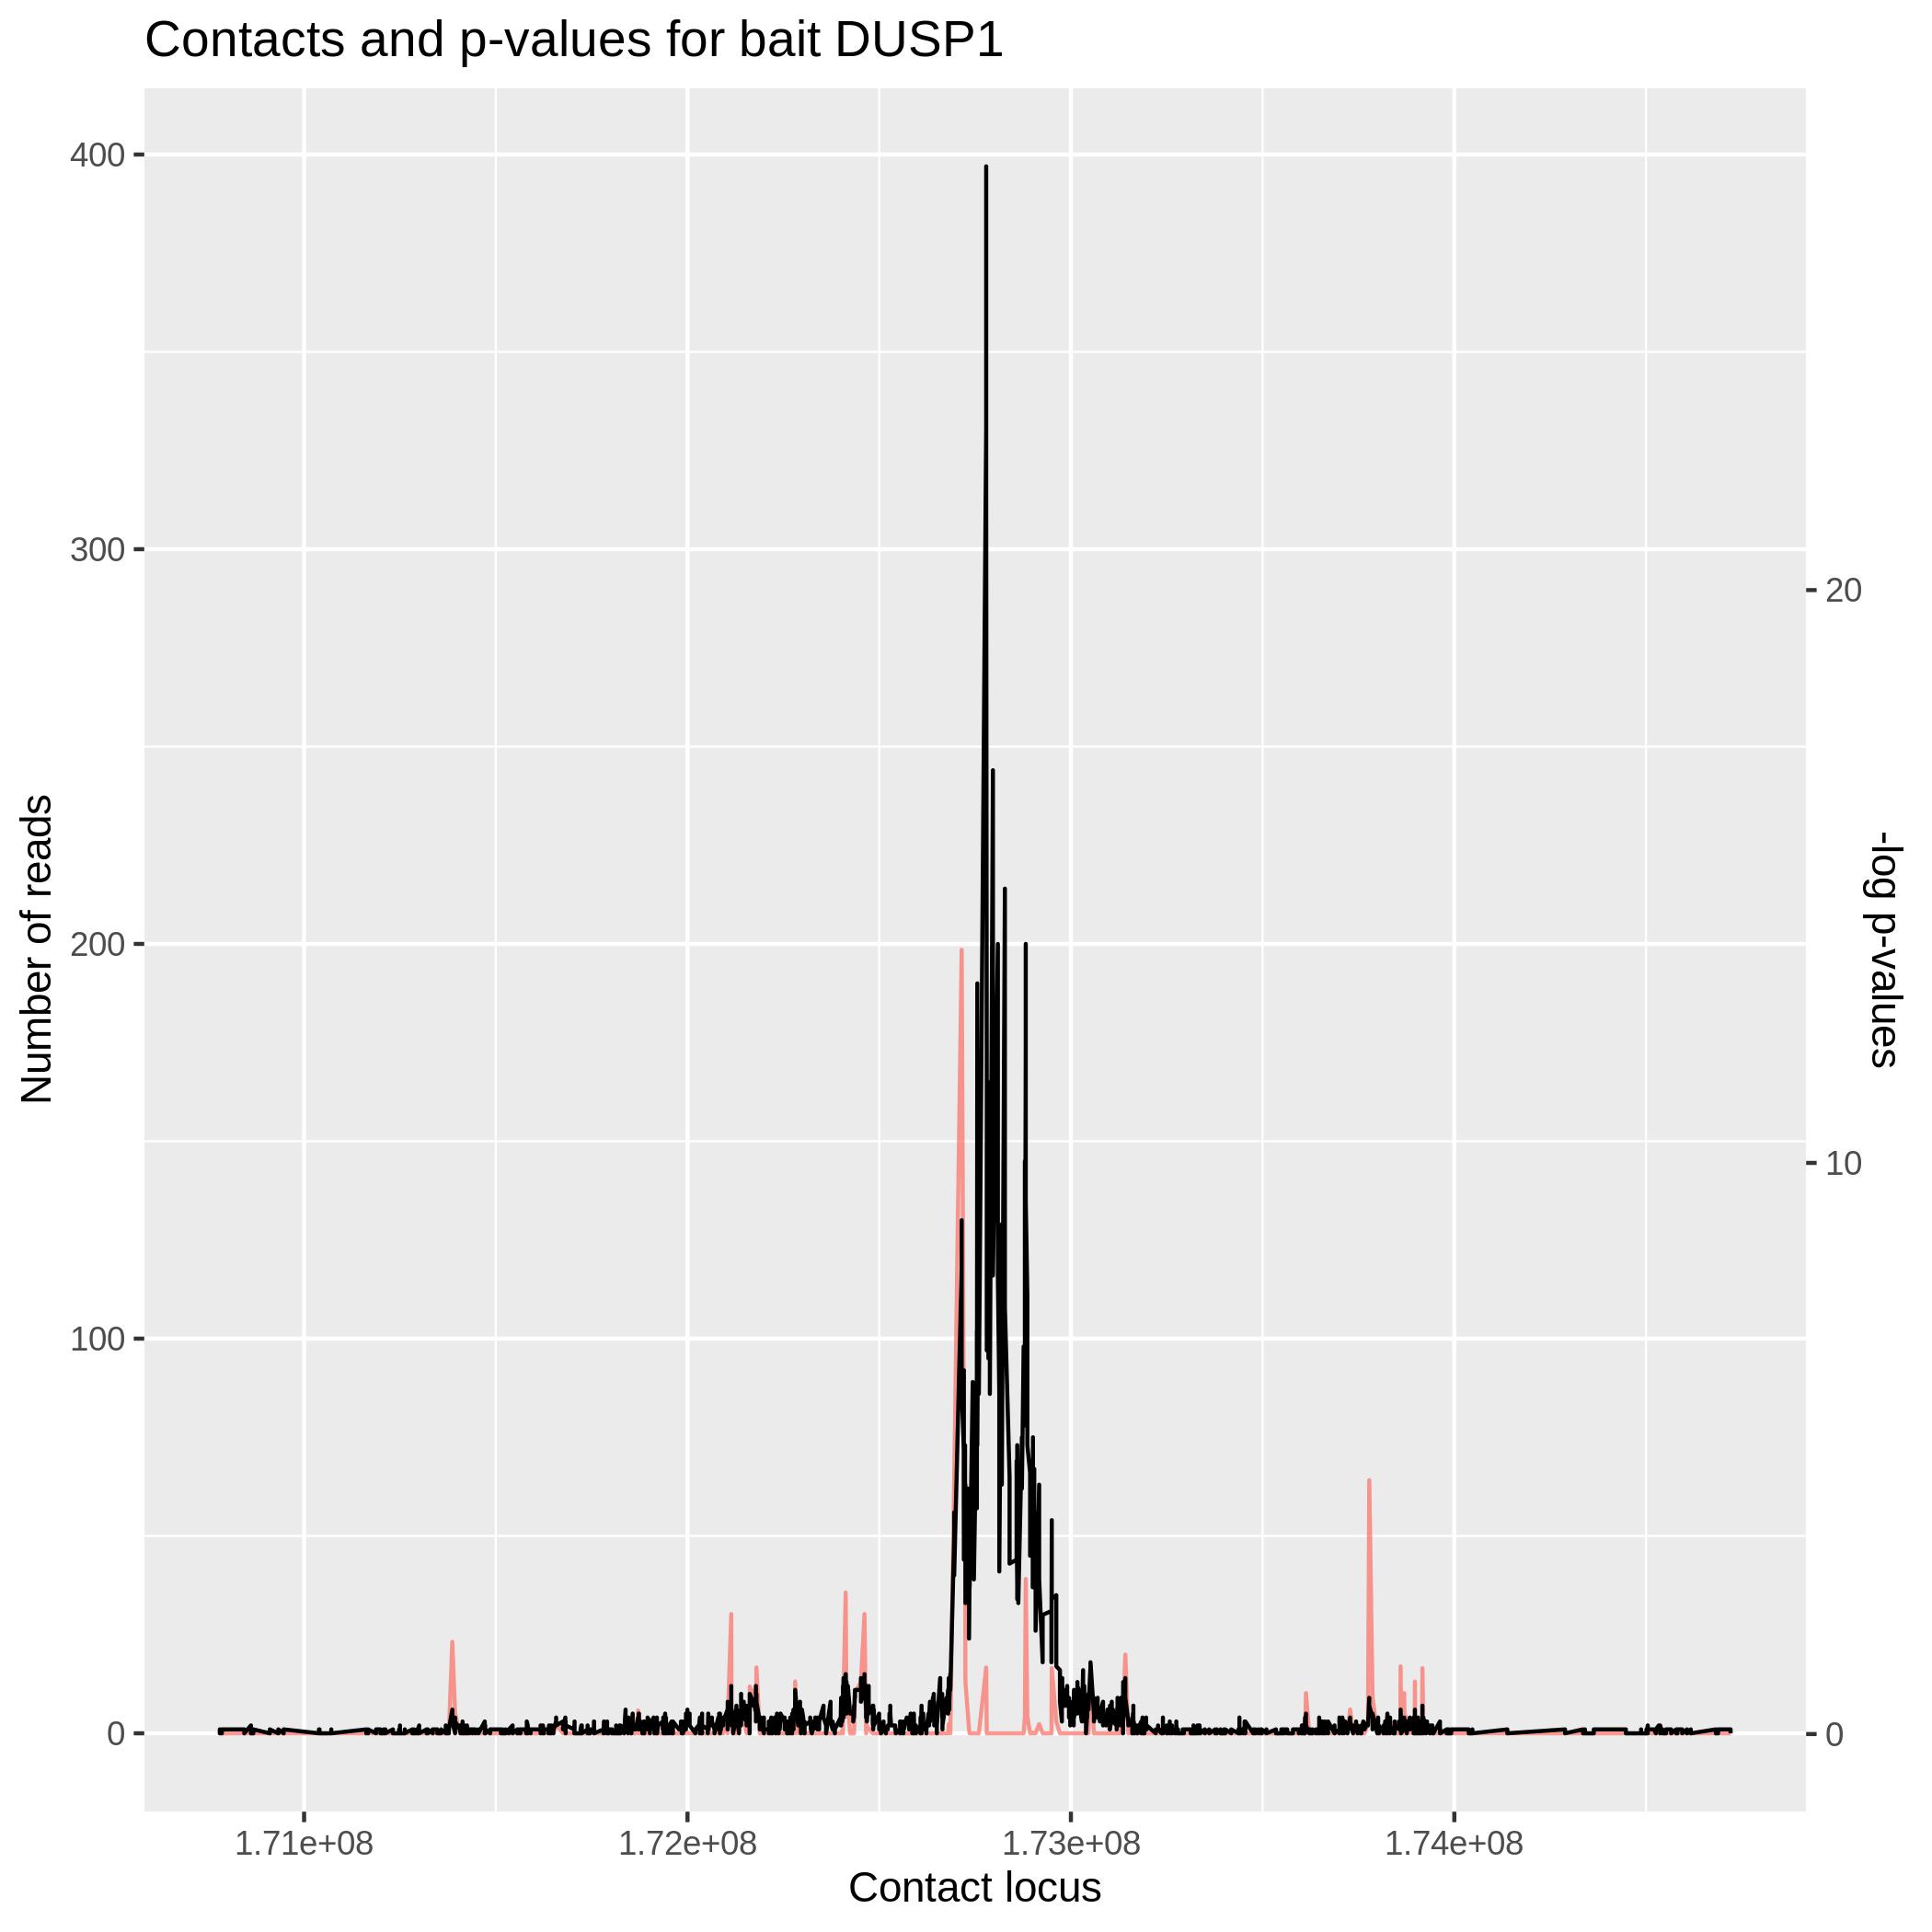 Contacts and p-values for bait DUSP1
400
300
200
100
0
Number of reads
20
10
0
-log p-values
1.71e+08
1.72e+08
1.73e+08
1.74e+08
Contact locus